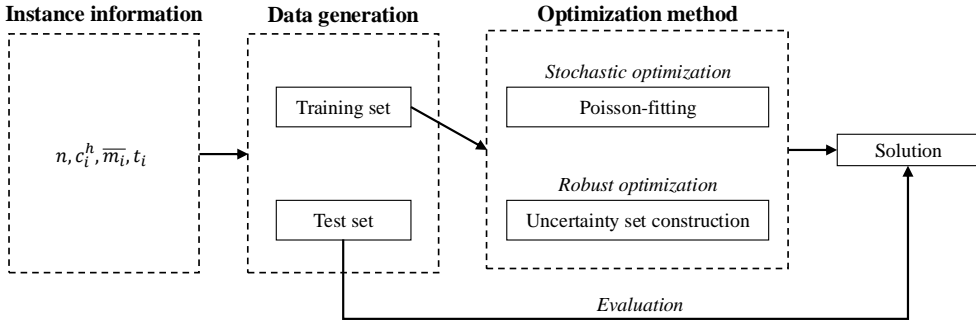 Instance information
Data generation
Optimization method
Stochastic optimization
Training set
Poisson-fitting
n, c_i^h, \overline{m_i}, t_i
Solution
Robust optimization
Test set
Uncertainty set construction
Evaluation